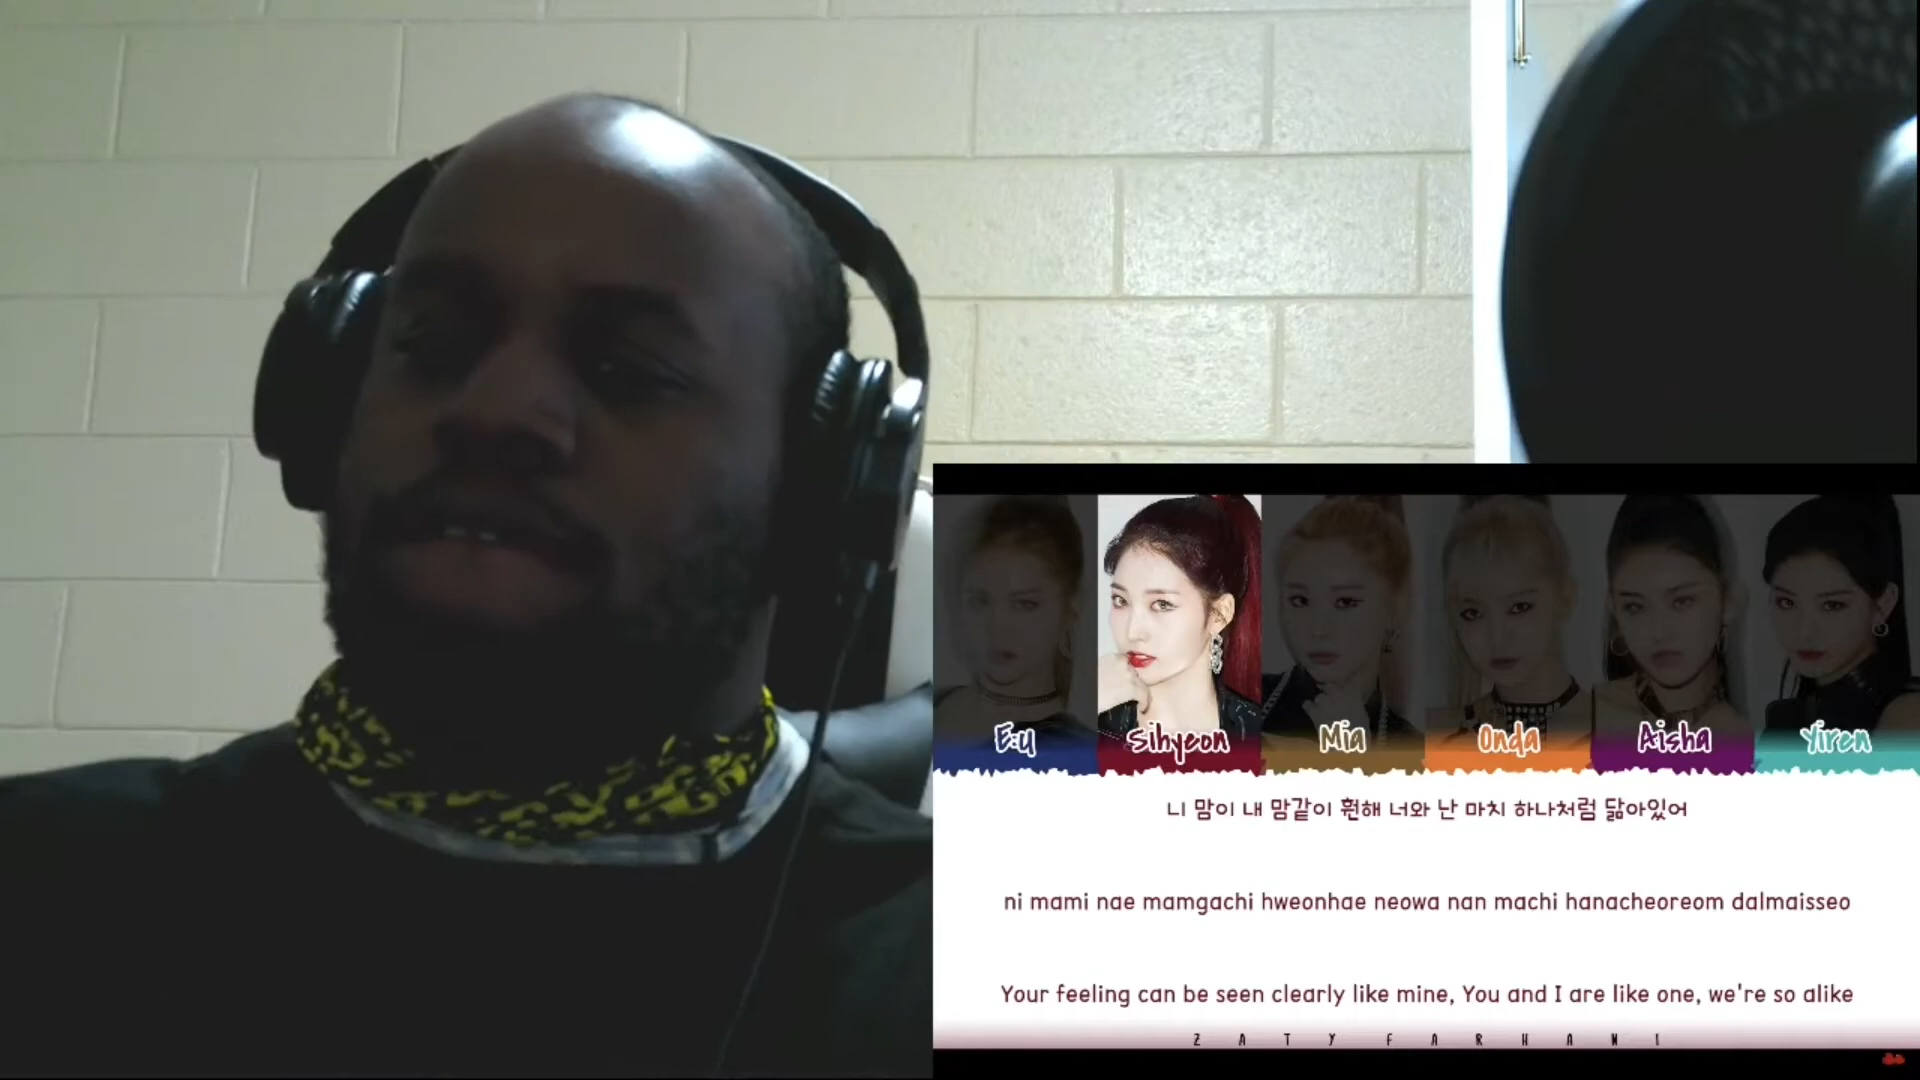 E:U Sihyeon Mia Onda Aisha Yiren
니 맘이 내 맘같이 훤해 너와 난 마치 하나처럼 닮아있어
ni mami nae mamgachi hweonhae neowa nan machi hanacheoreom dalmaisseo
Your feeling can be seen clearly like mine, You and I are like one, we're so alike
ZATY FARHANI